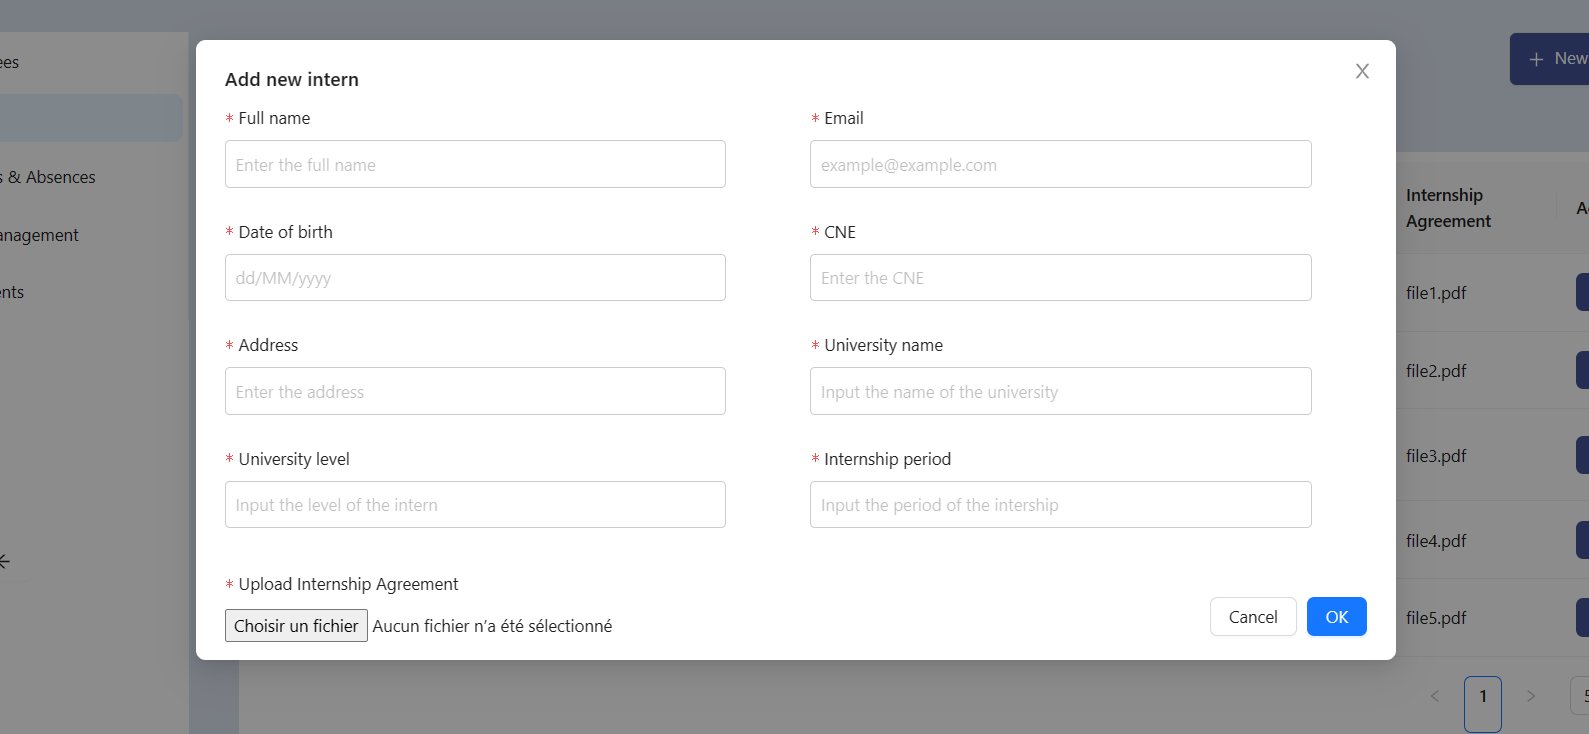 ees
s & Absences
anagement
ents
New
Add new intern
* Full name
* Email
Enter the full name
example@example.com
* Date of birth
* CNE
dd/MM/yyyy
Enter the CNE
* Address
* University name
Enter the address
Input the name of the university
* University level
* Internship period
Input the level of the intern
Input the period of the intership
* Upload Internship Agreement
Choisir un fichier Aucun fichier n’a été sélectionné
Cancel
OK
Internship
Agreement
file1.pdf
file2.pdf
file3.pdf
file4.pdf
file5.pdf
1